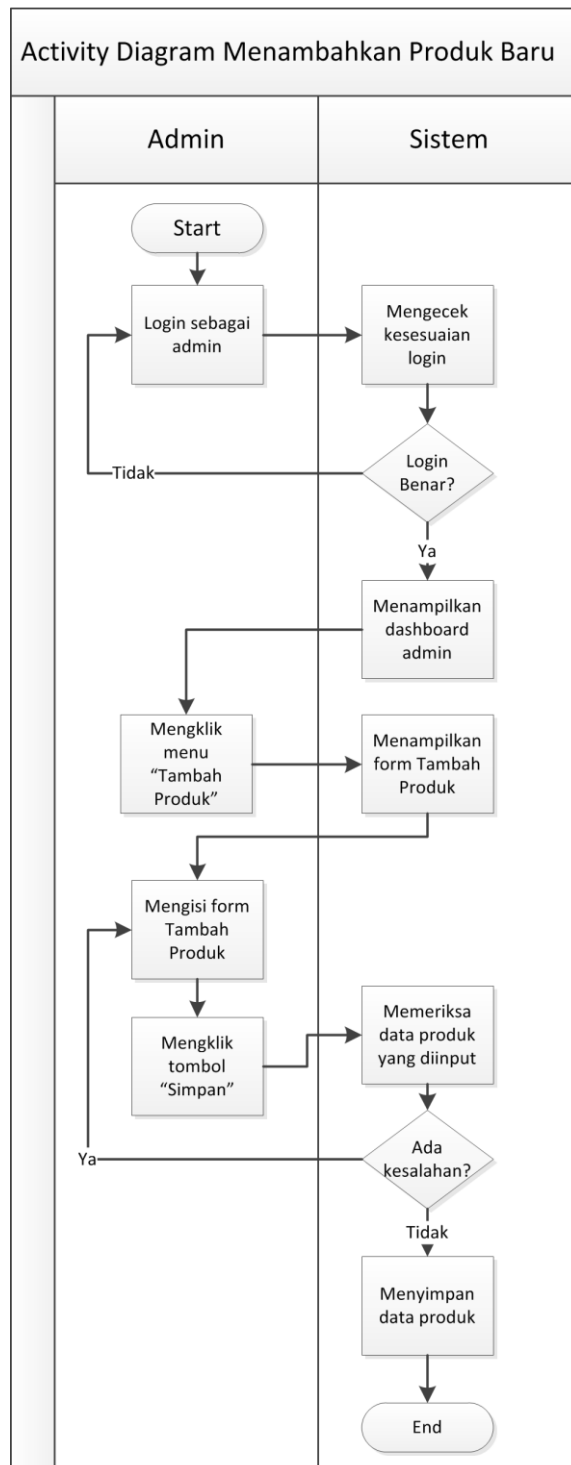 Activity Diagram Menambahkan Produk Baru
Admin
Sistem
Start
Login sebagai
admin
Mengecek
kesesuaian
login
Login
Benar?
Tidak
Ya
Menampilkan
dashboard
admin
Mengklik
menu
“Tambah
Produk”
Menampilkan
form Tambah
Produk
Mengisi form
Tambah
Produk
Mengklik
tombol
“Simpan”
Memeriksa
data produk
yang diinput
Ada
kesalahan?
Ya
Tidak
Menyimpan
data produk
End